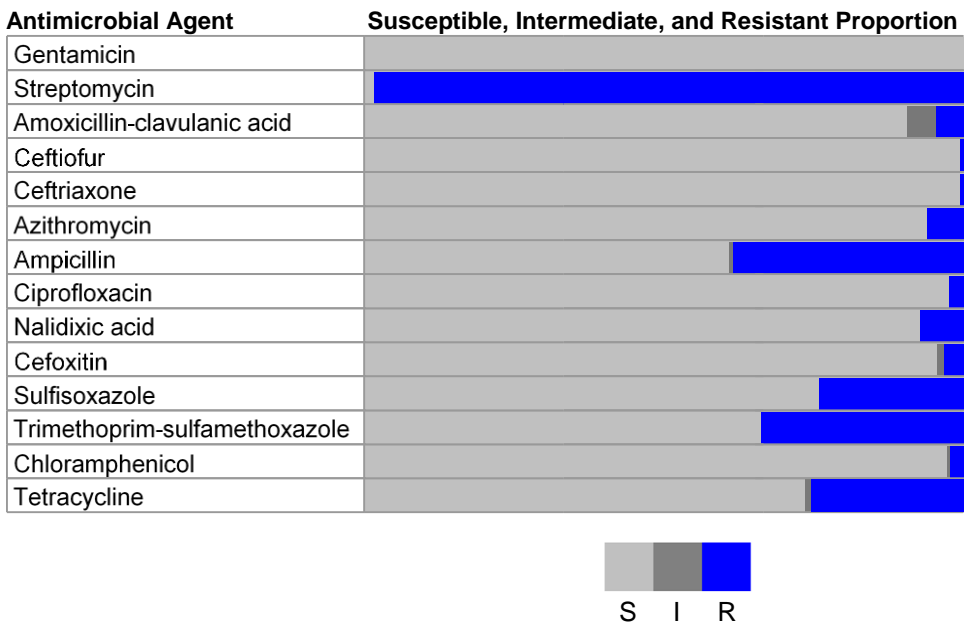 Antimicrobial Agent Susceptible, Intermediate, and Resistant Proportion
Gentamicin
Streptomycin
Amoxicillin-clavulanic acid
Ceftiofur
Ceftriaxone
Azithromycin
Ampicillin
Ciprofloxacin
Nalidixic acid
Cefoxitin
Sulfisoxazole
Trimethoprim-sulfamethoxazole
Chloramphenicol
Tetracycline
S I R